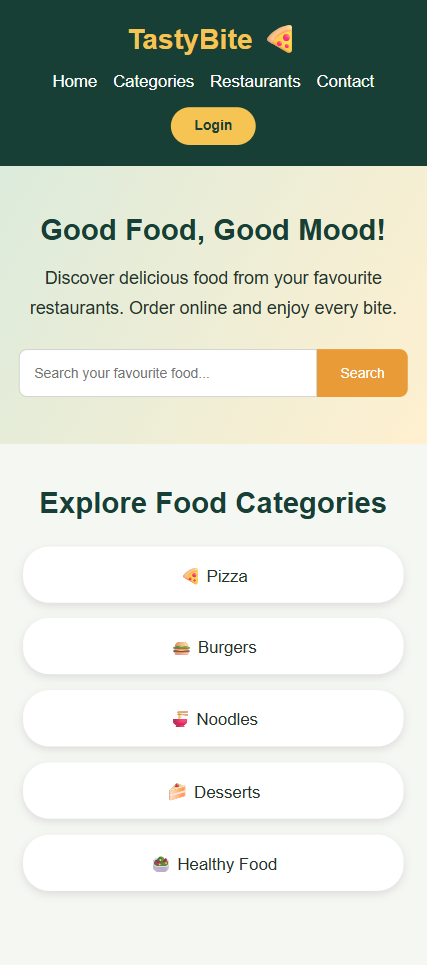 TastyBite 🍕
Home Categories Restaurants Contact
Login
Good Food, Good Mood!
Discover delicious food from your favourite
restaurants. Order online and enjoy every bite.
Search your favourite food... Search
Explore Food Categories
🍕 Pizza
🍔 Burgers
🍜 Noodles
🍰 Desserts
🥗 Healthy Food